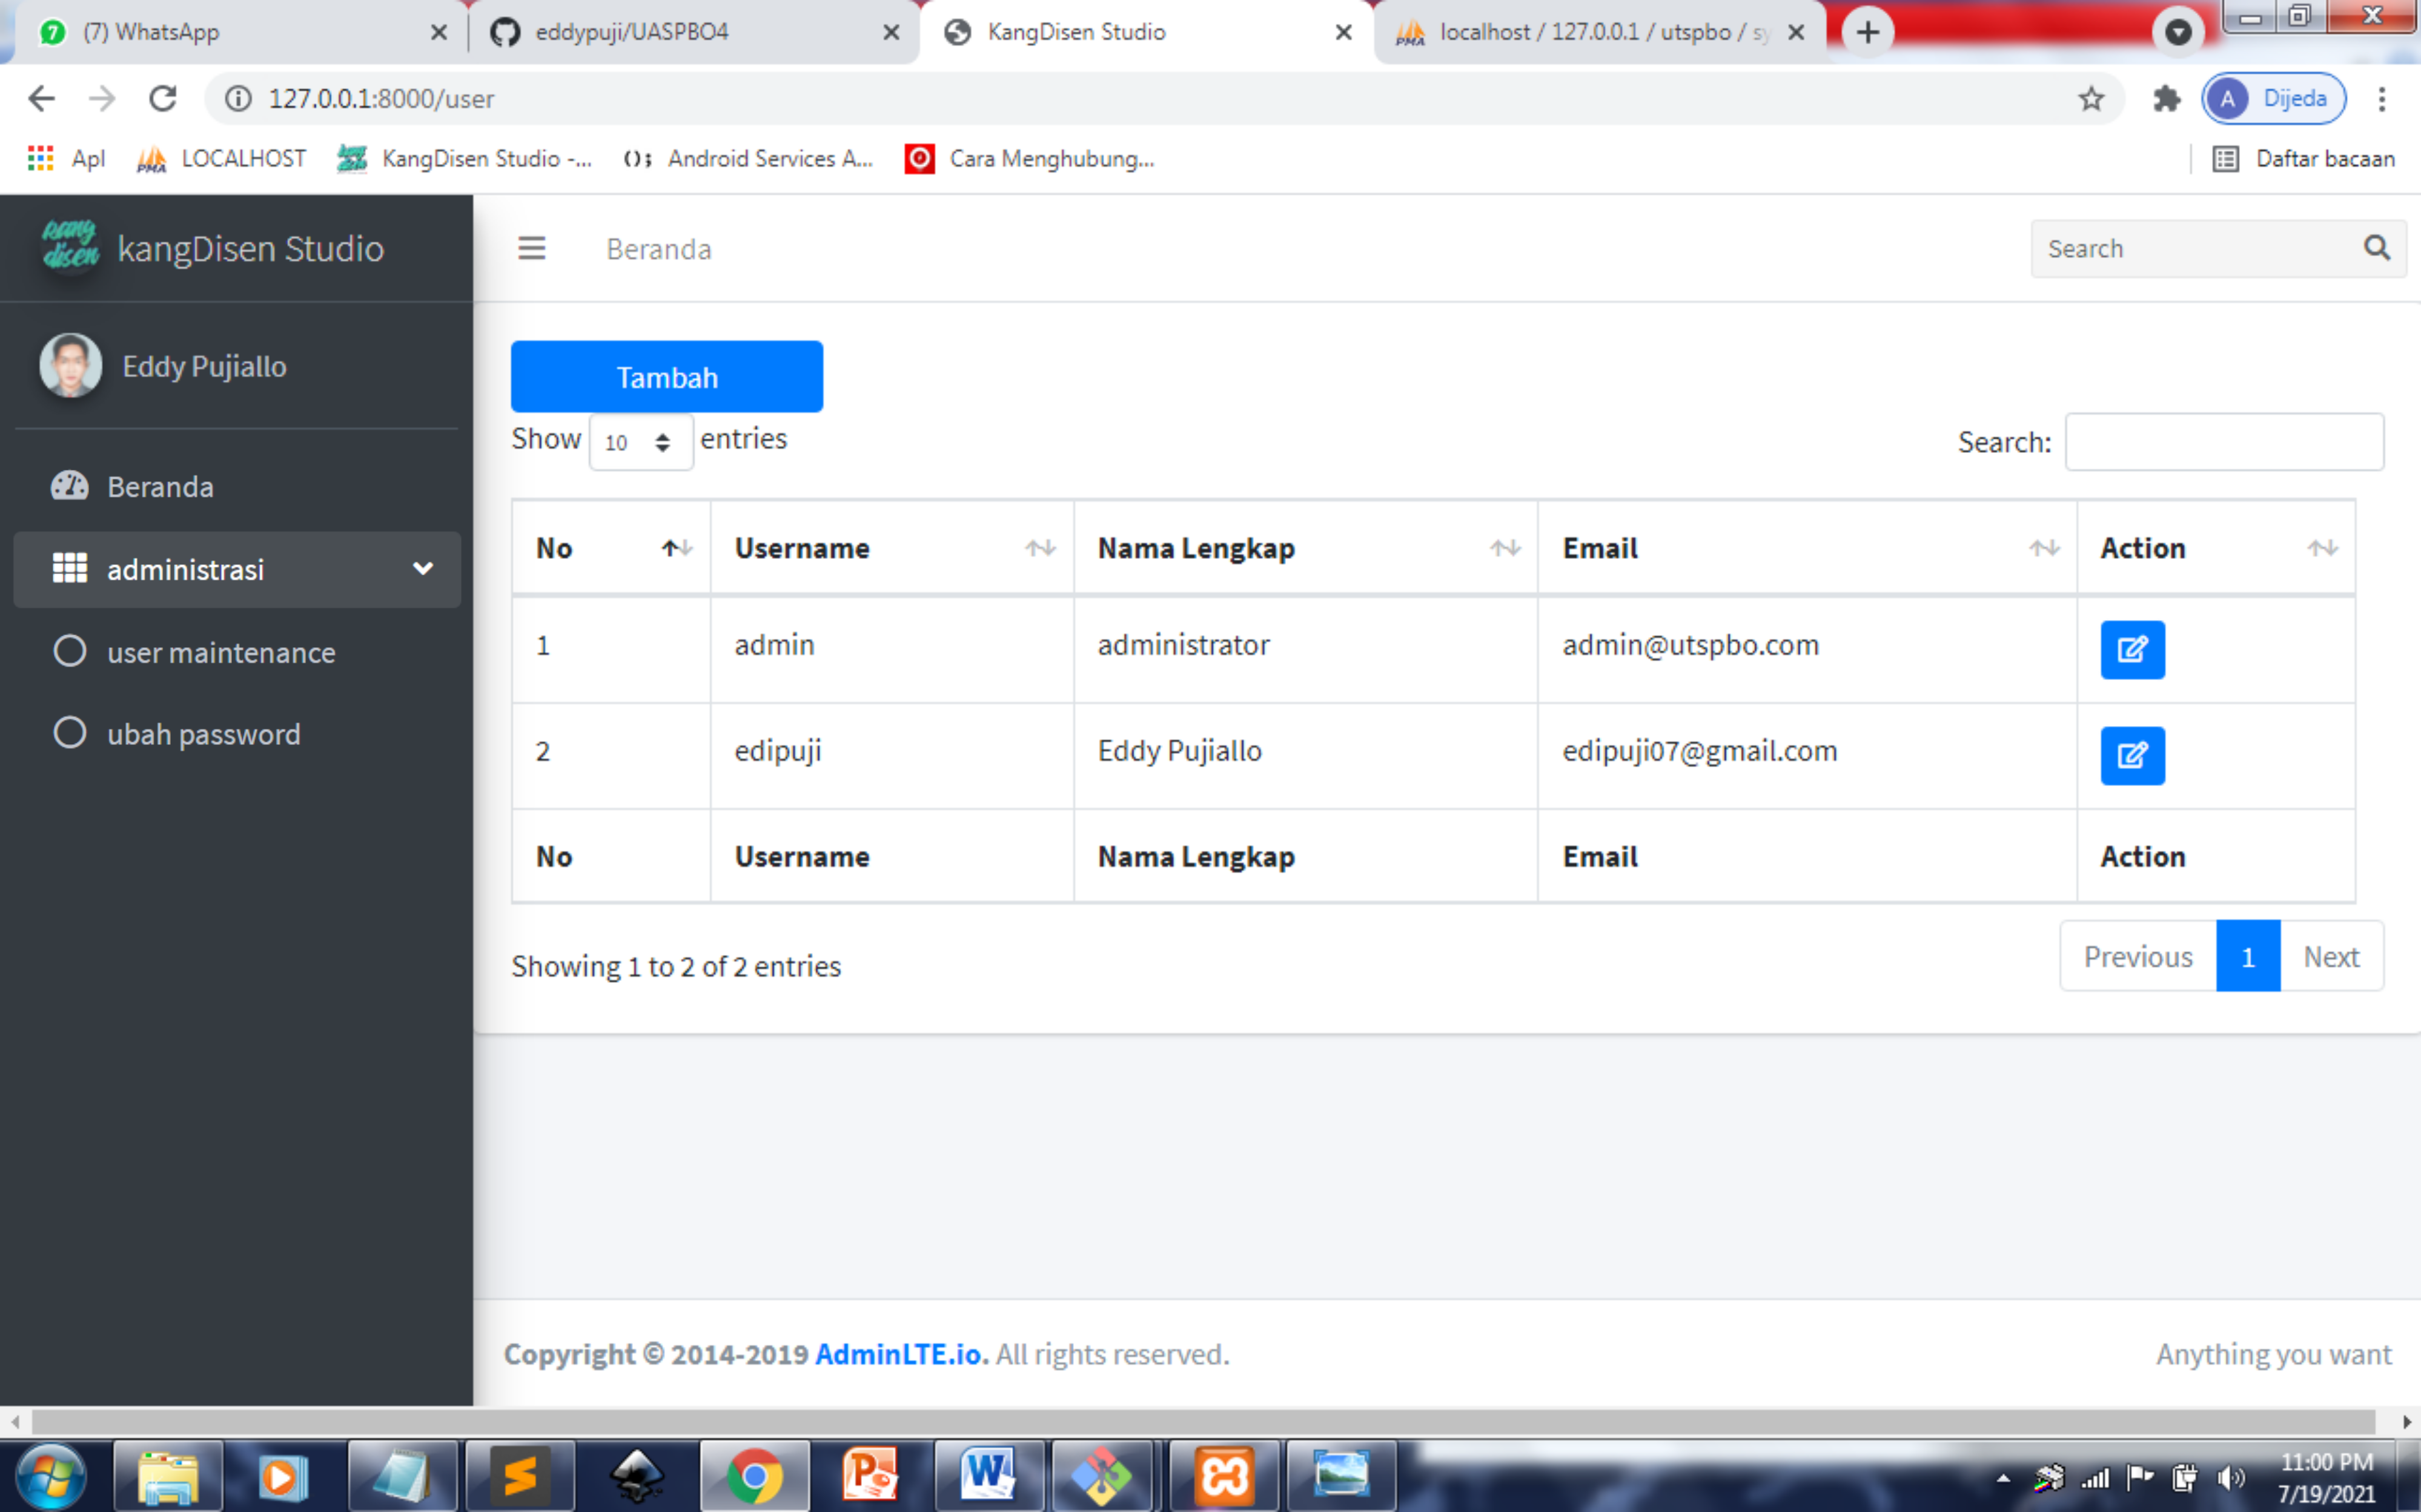 (7) WhatsApp
eddypuji/UASPBO4
KangDisen Studio
localhost / 127.0.0.1 / utspbo / sy
127.0.0.1:8000/user
A Dijeda
Apl
LOCALHOST
KangDisen Studio -...
Android Services A...
Cara Menghubung...
Daftar bacaan
kang disen
kangDisen Studio
Beranda
Search
Eddy Pujiallo
Tambah
Show 10 entries
Search:
Beranda
administrasi
user maintenance
ubah password
No Username Nama Lengkap Email Action
1 admin administrator admin@utspbo.com
2 edipuji Eddy Pujiallo edipuji07@gmail.com
No Username Nama Lengkap Email Action
Showing 1 to 2 of 2 entries
Previous 1 Next
Copyright © 2014-2019 AdminLTE.io. All rights reserved.
Anything you want
11:00 PM
7/19/2021